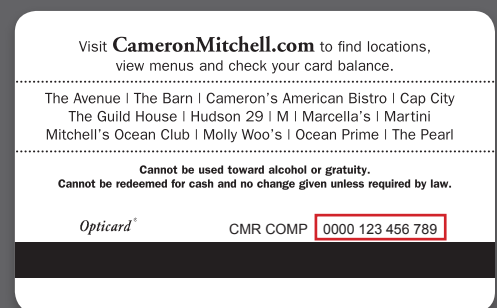 Visit CameronMitchell.com to find locations,
view menus and check your card balance.
The Avenue | The Barn | Cameron's American Bistro | Cap City
The Guild House | Hudson 29 | M | Marcella's | Martini
Mitchell's Ocean Club | Molly Woo's | Ocean Prime | The Pearl
Cannot be used toward alcohol or gratuity.
Cannot be redeemed for cash and no change given unless required by law.
Opticard® CMR COMP 0000 123 456 789